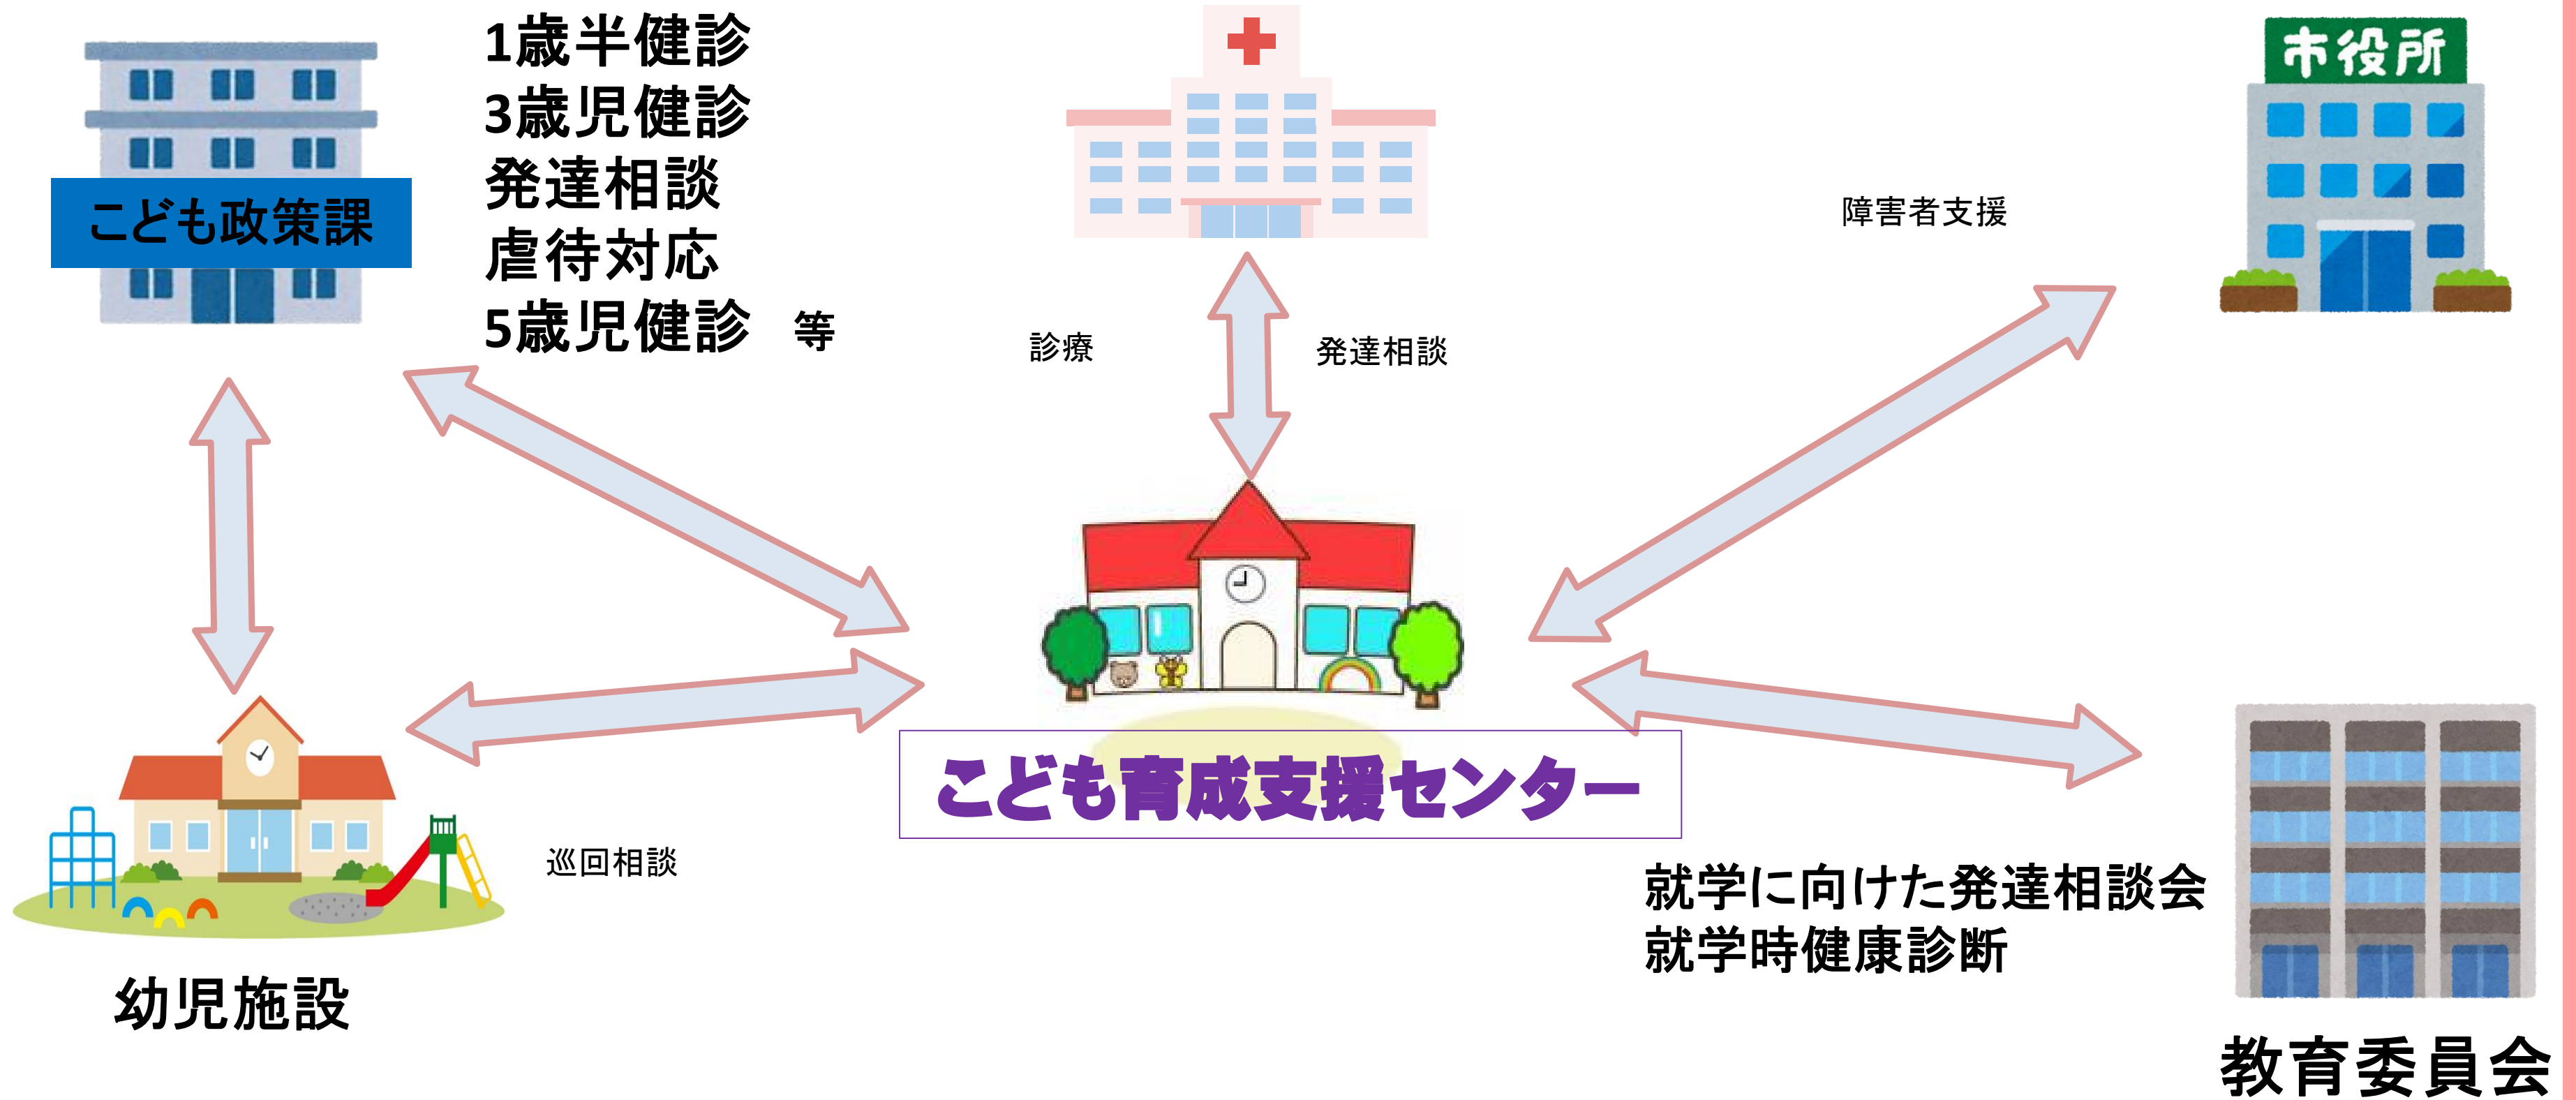 こども政策課
1歳半健診
3歳児健診
発達相談
虐待対応
5歳児健診　等
市役所
障害者支援
診療
発達相談
こども育成支援センター
巡回相談
幼児施設
就学に向けた発達相談会
就学時健康診断
教育委員会